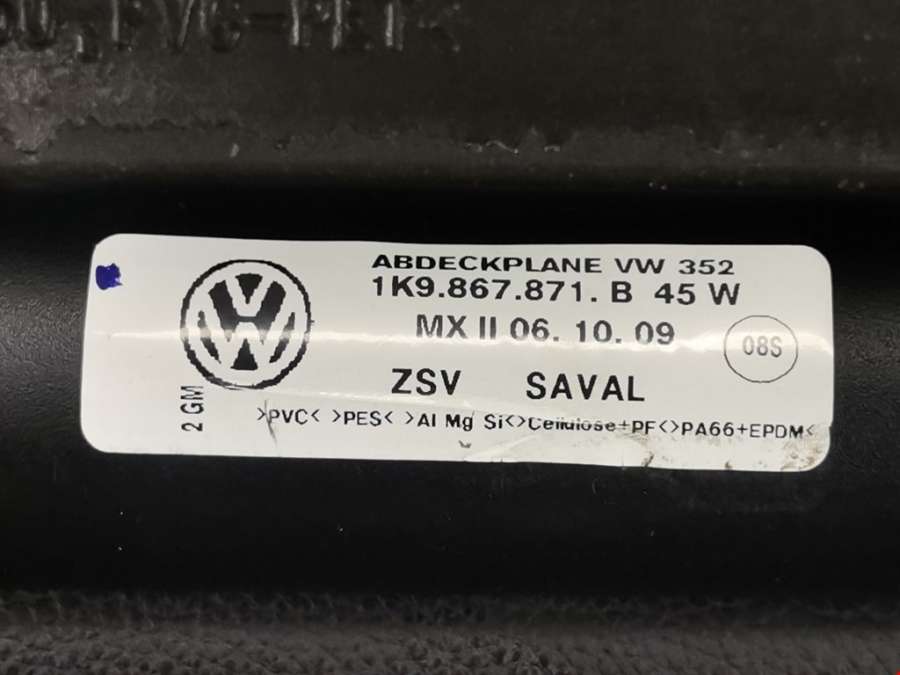 ABDECKPLANE VW 352
1K9.867.871. B 45 W
MX II 06. 10. 09
08S
ZSV SAVAL
2 GM
>PVC< >PES< >Al Mg Si<>Cellulose+PF<>PA66+EPDM<